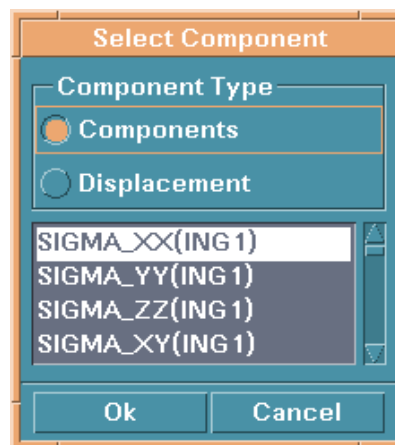 Select Component
Component Type
Components
Displacement
SIGMA_XX(ING1)
SIGMA_YY(ING1)
SIGMA_ZZ(ING1)
SIGMA_XY(ING1)
Ok Cancel